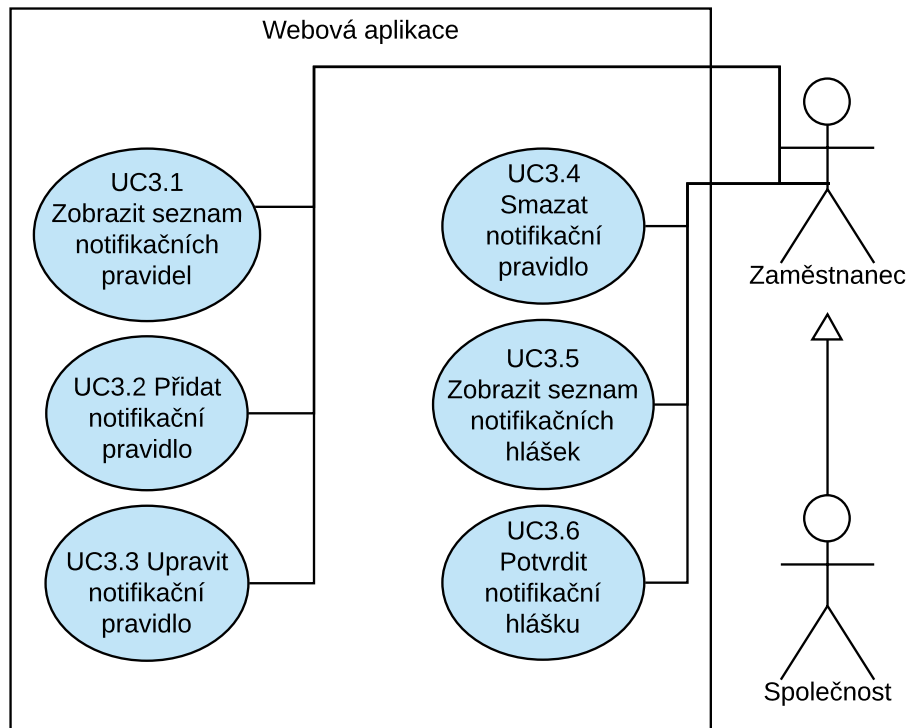 Webová aplikace
UC3.1
Zobrazit seznam
notifikačních
pravidel
UC3.2 Přidat
notifikační
pravidlo
UC3.3 Upravit
notifikační
pravidlo
UC3.4
Smazat
notifikační
pravidlo
UC3.5
Zobrazit seznam
notifikačních
hlášek
UC3.6
Potvrdit
notifikační
hlášku
Zaměstnanec
Společnost